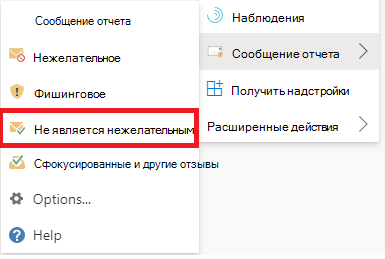 Сообщение отчета
Нежелательное
Фишинговое
Не является нежелательным
Сфокусированные и другие отзывы
Options...
Help
Наблюдения
Сообщение отчета
Получить надстройки
Расширенные действия